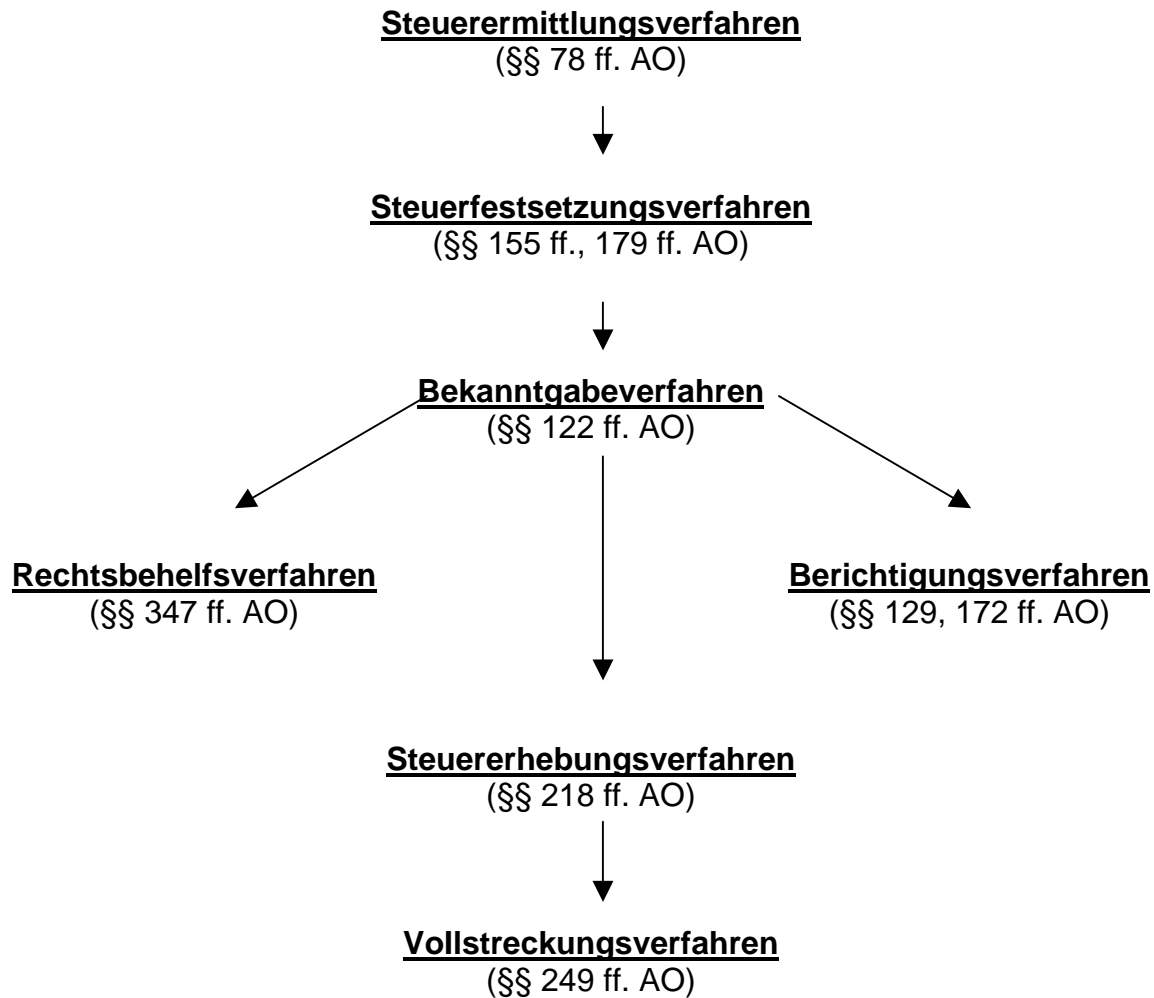 Steuerermittlungsverfahren
(§§ 78 ff. AO)
Steuerfestsetzungsverfahren
(§§ 155 ff., 179 ff. AO)
Bekanntgabeverfahren
(§§ 122 ff. AO)
Rechtsbehelfsverfahren
(§§ 347 ff. AO)
Berichtigungsverfahren
(§§ 129, 172 ff. AO)
Steuererhebungsverfahren
(§§ 218 ff. AO)
Vollstreckungsverfahren
(§§ 249 ff. AO)